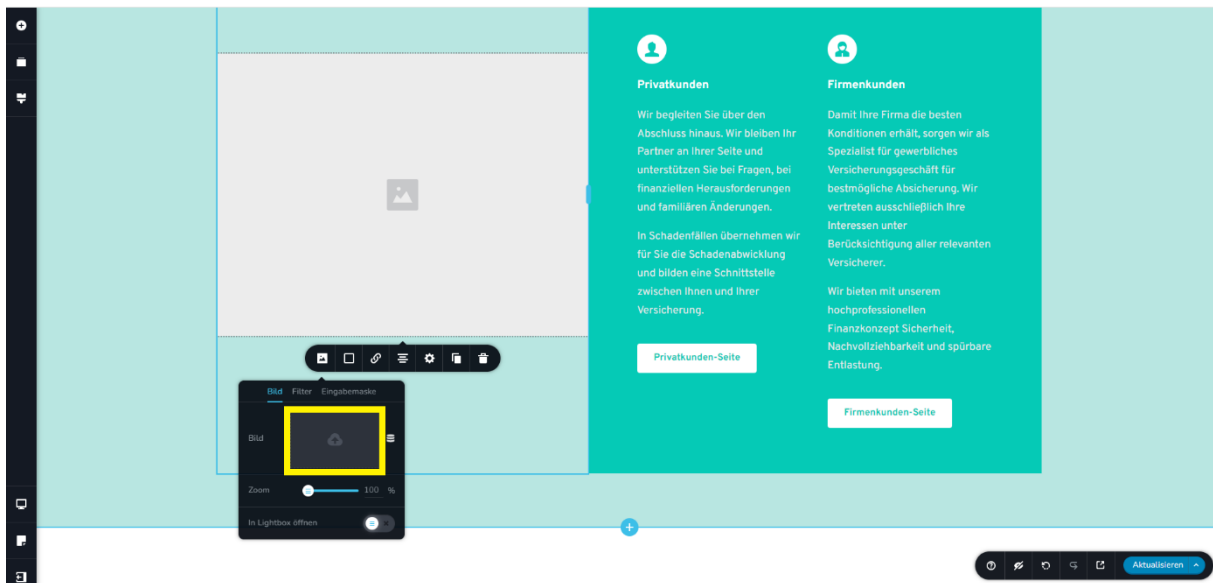 Privatkunden
Wir begleiten Sie über den
Abschluss hinaus. Wir bleiben Ihr
Partner an Ihrer Seite und
unterstützen Sie bei Fragen, bei
finanziellen Herausforderungen
und familiären Änderungen.
In Schadenfällen übernehmen wir
für Sie die Schadenabwicklung
und bilden eine Schnittstelle
zwischen Ihnen und Ihrer
Versicherung.
Privatkunden-Seite
Firmenkunden
Damit Ihre Firma die besten
Konditionen erhält, sorgen wir als
Spezialist für gewerbliches
Versicherungsgeschäft für
bestmögliche Absicherung. Wir
vertreten ausschließlich Ihre
Interessen unter
Berücksichtigung aller relevanten
Versicherer.
Wir bieten mit unserem
hochprofessionellen
Finanzkonzept Sicherheit,
Nachvollziehbarkeit und spürbare
Entlastung.
Firmenkunden-Seite
Bild Filter Eingabemaske
Bild
Zoom 100 %
In Lightbox öffnen
Aktualisieren